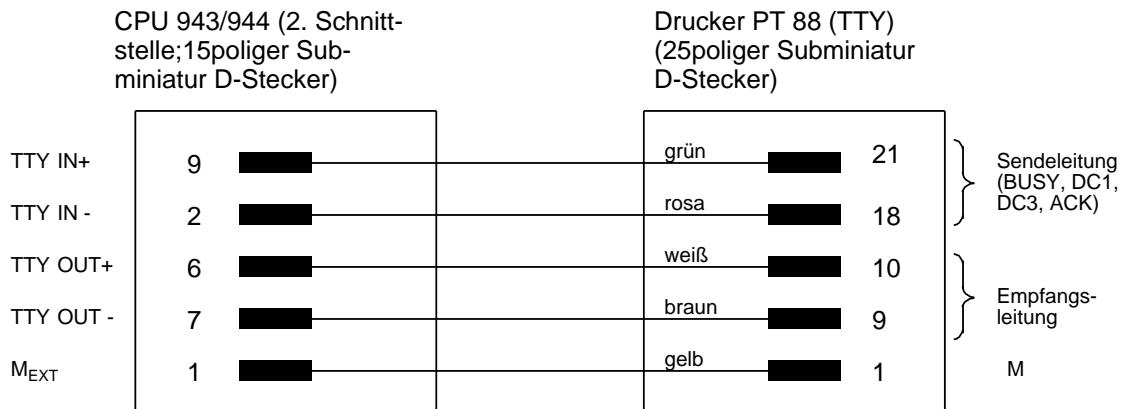 CPU 943/944 (2. Schnitt-
stelle;15poliger Sub-
miniatur D-Stecker)
Drucker PT 88 (TTY)
(25poliger Subminiatur
D-Stecker)
TTY IN+ 9 grün 21
TTY IN - 2 rosa 18
Sendeleitung
(BUSY, DC1,
DC3, ACK)
TTY OUT+ 6 weiß 10
TTY OUT - 7 braun 9
Empfangs-
leitung
MEXT 1 gelb 1 M